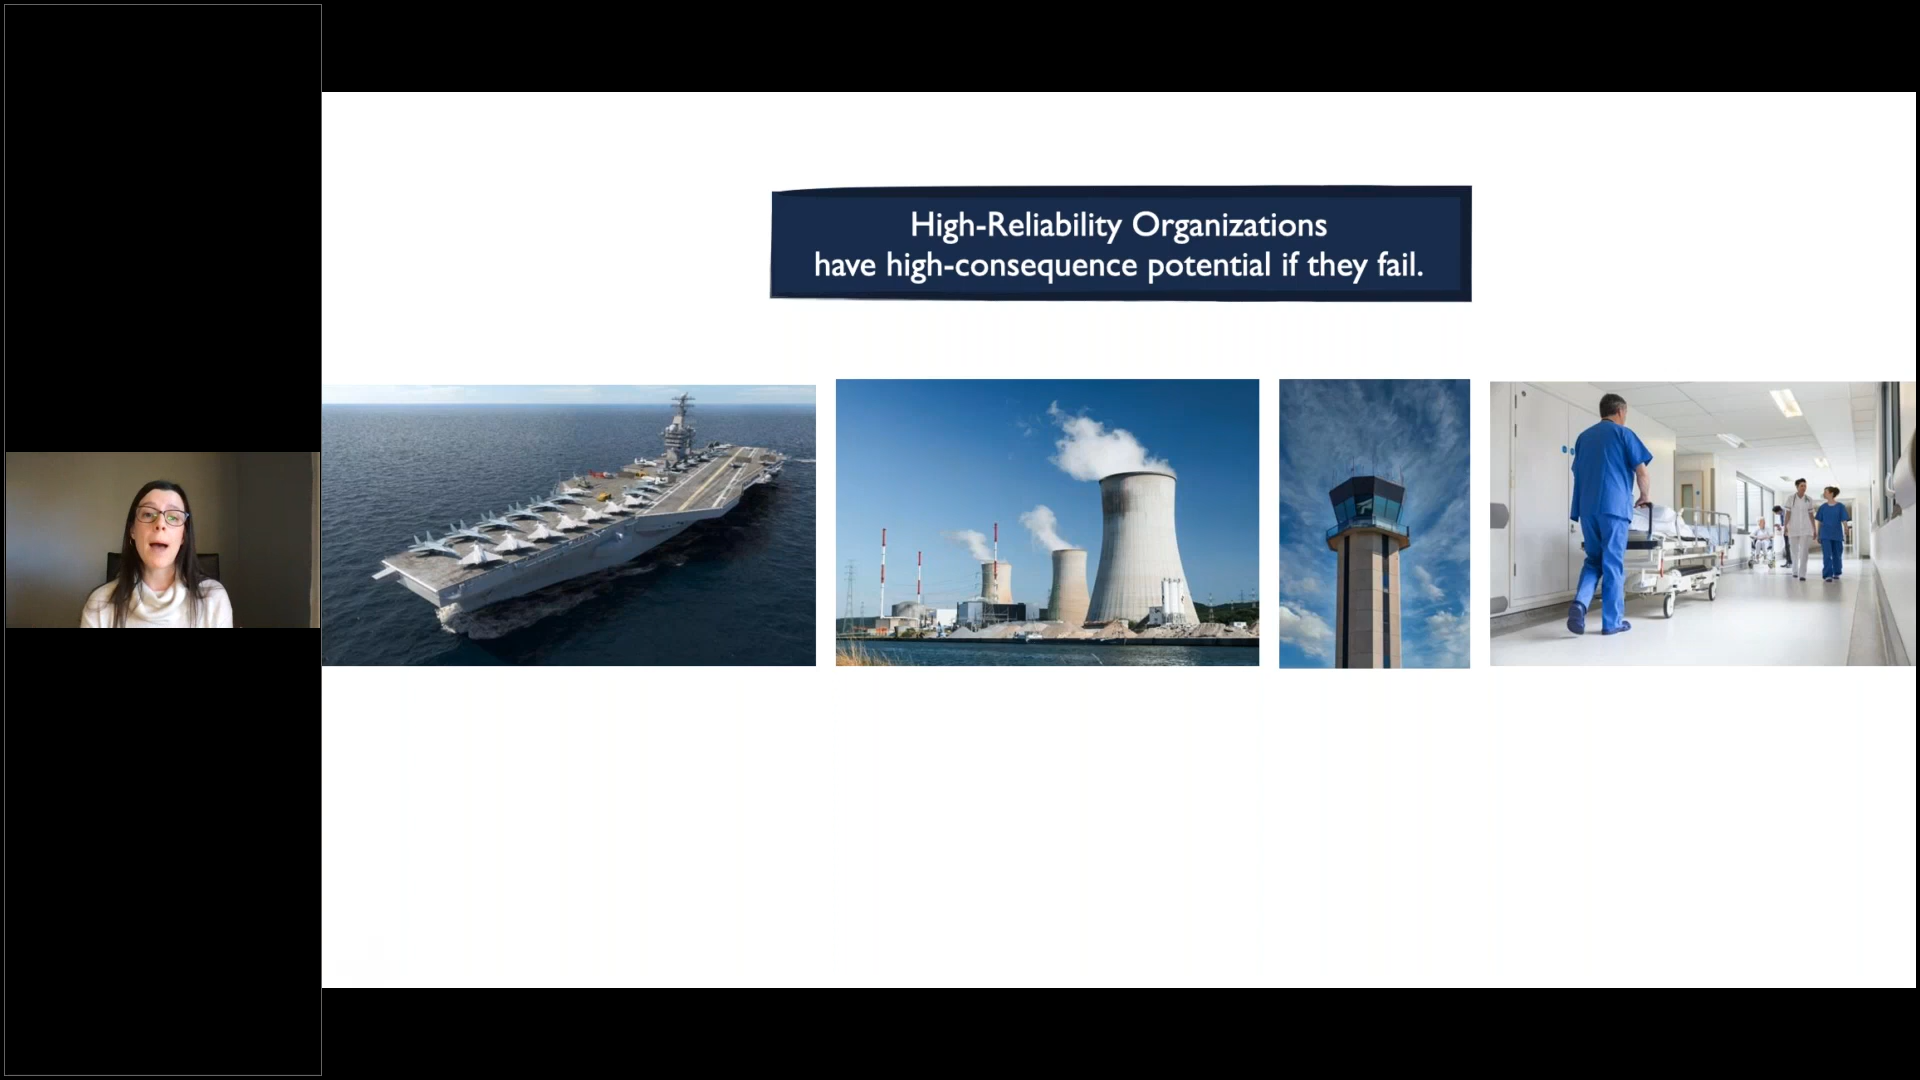 High-Reliability Organizations
have high-consequence potential if they fail.